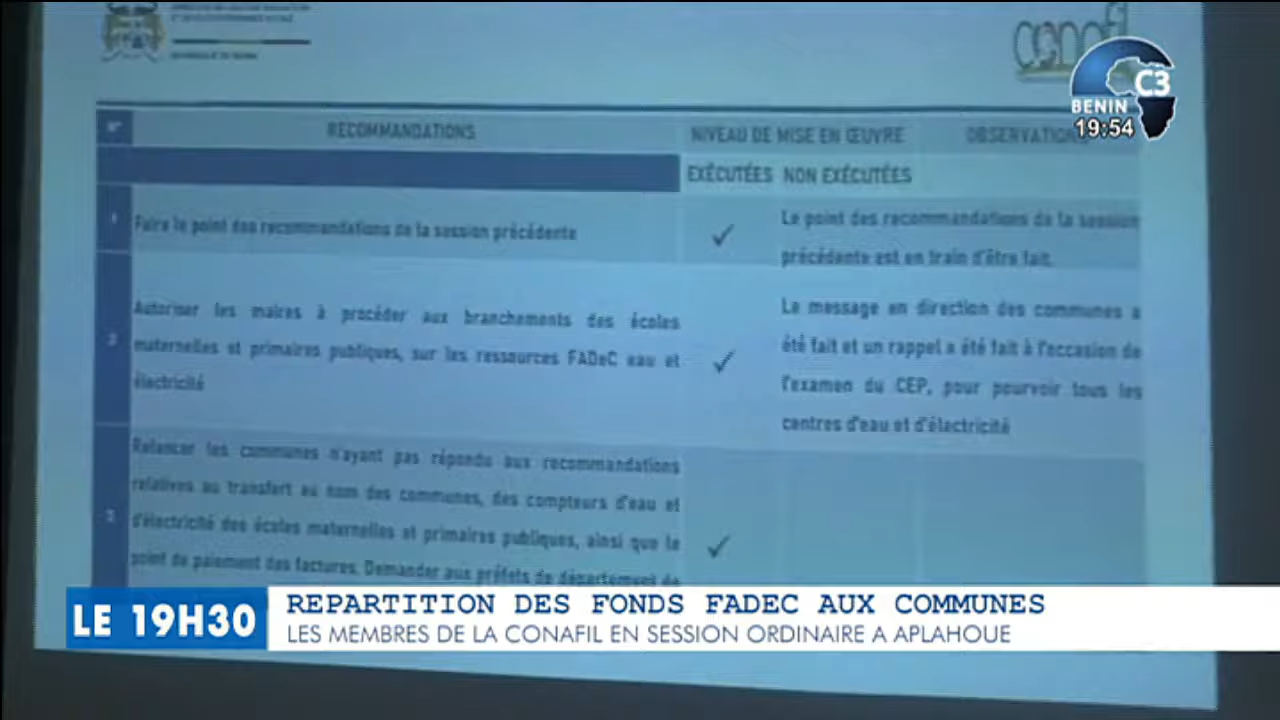 conafil
C3
BENIN
19:54
N° RECOMMANDATIONS NIVEAU DE MISE EN ŒUVRE OBSERVATIONS
EXÉCUTÉES NON EXÉCUTÉES
1 Faire le point des recommandations de la session précédente
Le point des recommandations de la session
précédente est en train d'être fait.
2 Autoriser les maires à procéder aux branchements des écoles
maternelles et primaires publiques, sur les ressources FADeC eau et
électricité
Le message en direction des communes a
été fait et un rappel a été fait à l'occasion de
l'examen du CEP, pour pourvoir tous les
centres d'eau et d'électricité
3 Relancer les communes n'ayant pas répondu aux recommandations
relatives au transfert au nom des communes, des compteurs d'eau et
d'électricité des écoles maternelles et primaires publiques, ainsi que le
point de paiement des factures. Demander aux préfets de département de
LE 19H30
REPARTITION DES FONDS FADEC AUX COMMUNES
LES MEMBRES DE LA CONAFIL EN SESSION ORDINAIRE A APLAHOUE